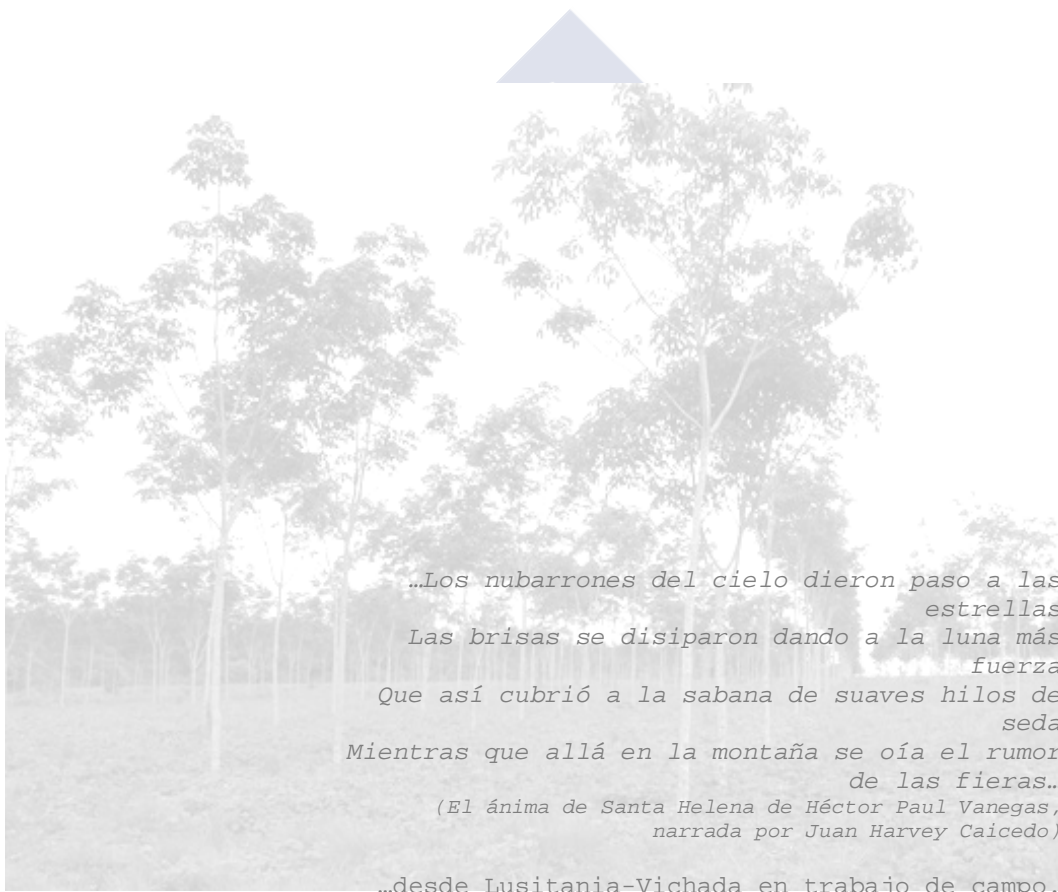 …Los nubarrones del cielo dieron paso a las
estrellas
Las brisas se disiparon dando a la luna más
fuerza
Que así cubrió a la sabana de suaves hilos de
seda
Mientras que allá en la montaña se oía el rumor
de las fieras…
(El ánima de Santa Helena de Héctor Paul Vanegas,
narrada por Juan Harvey Caicedo)
…desde Lusitania-Vichada en trabajo de campo.